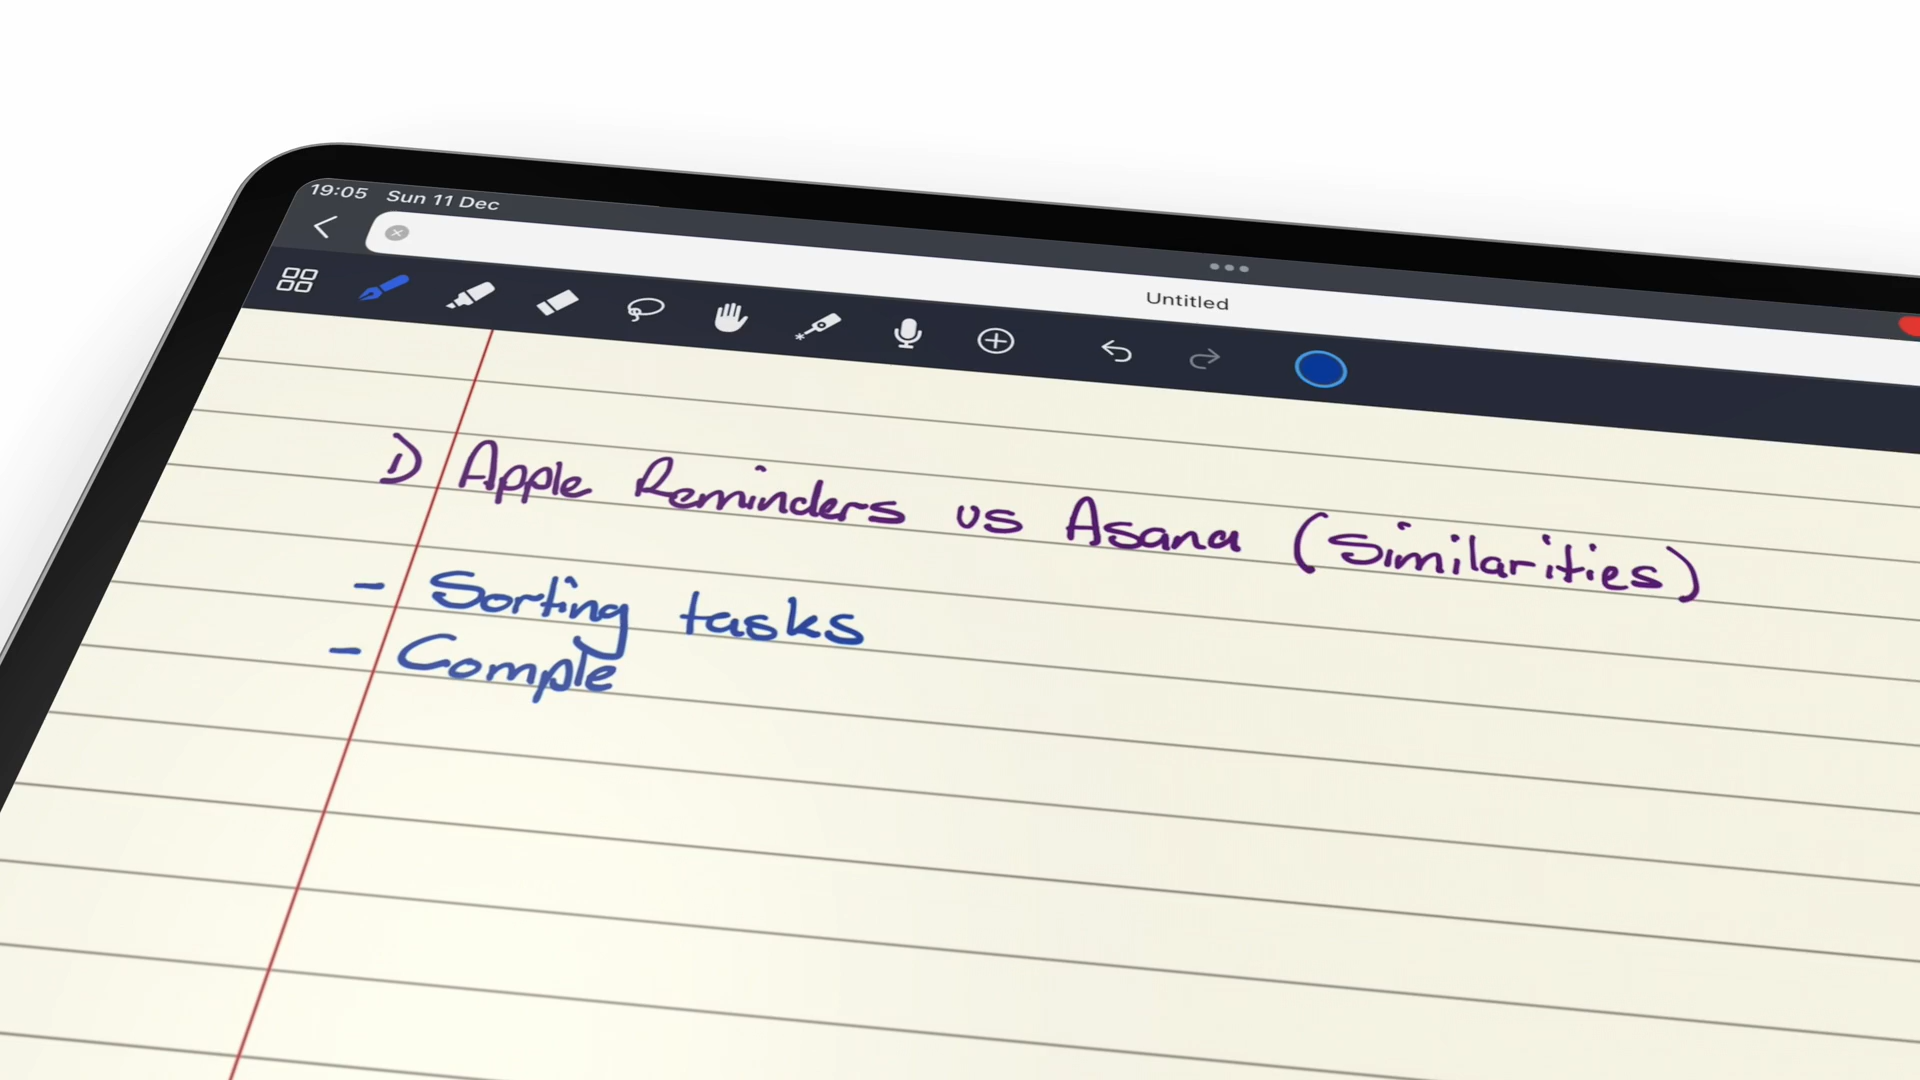 19:05 Sun 11 Dec
Untitled
1) Apple Reminders vs Asana (Similarities)
- Sorting tasks
- Comple